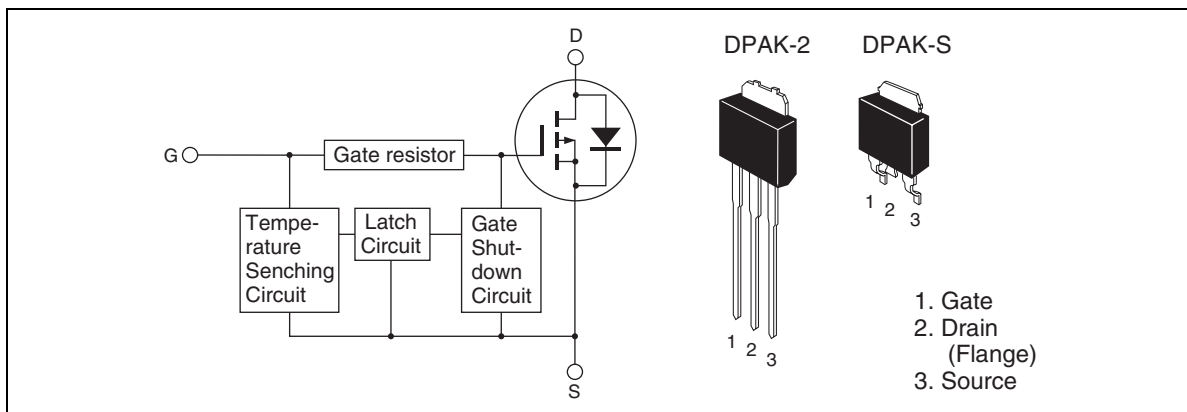 D
G
Gate resistor
Tempe-
rature
Senching
Circuit
Latch
Circuit
Gate
Shut-
down
Circuit
S
DPAK-2
DPAK-S
1
2
3
1
2
3
1. Gate
2. Drain
(Flange)
3. Source